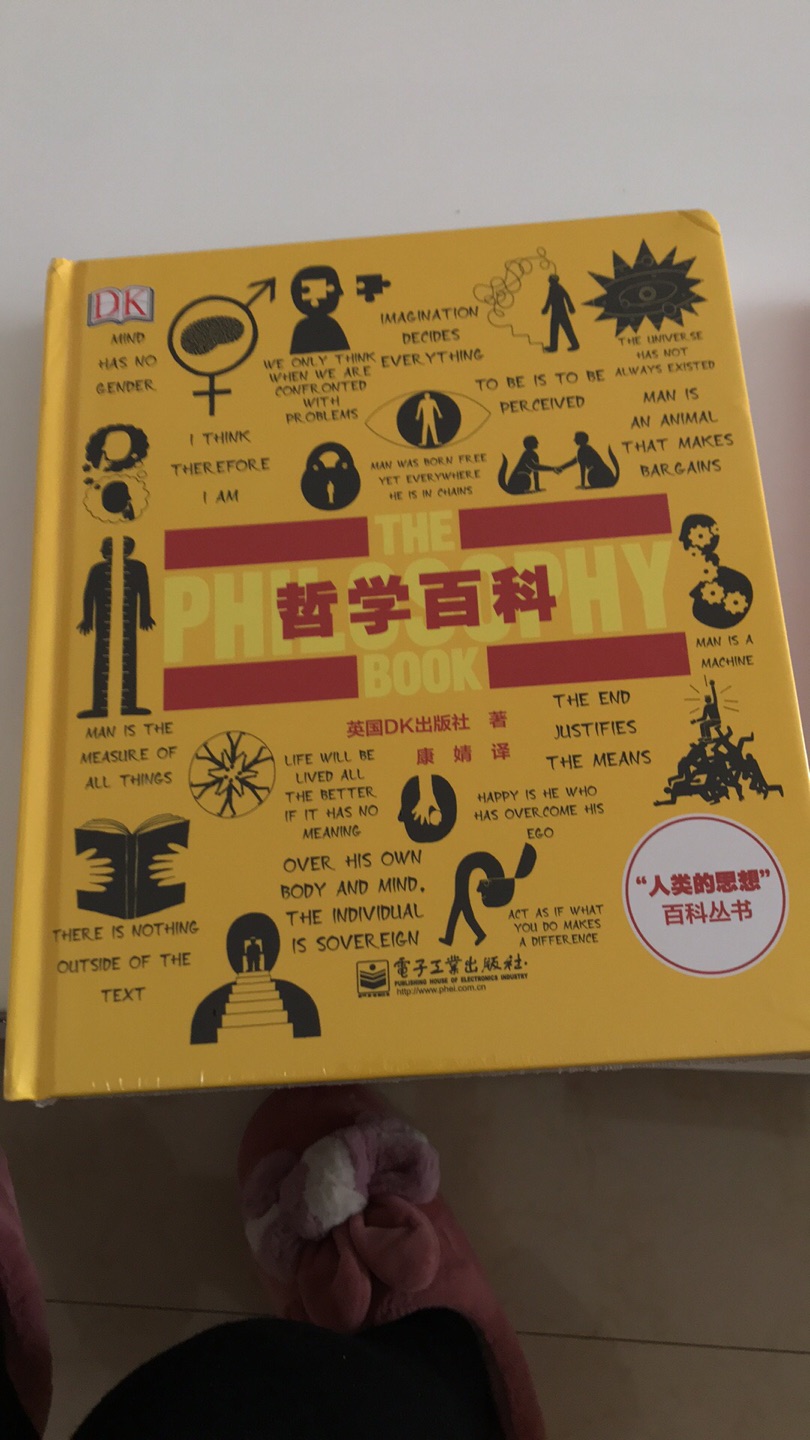 DK
MIND
HAS NO
GENDER
WE ONLY THINK
WHEN WE ARE
CONFRONTED
WITH
PROBLEMS
IMAGINATION
DECIDES
EVERYTHING
THE UNIVERSE
HAS NOT
ALWAYS EXISTED
TO BE IS TO BE
PERCEIVED
MAN IS
AN ANIMAL
THAT MAKES
BARGAINS
I THINK
THEREFORE
I AM
MAN WAS BORN FREE
YET EVERYWHERE
HE IS IN CHAINS
THE
PHILOSOPHY
BOOK
哲学百科
MAN IS A
MACHINE
英国DK出版社 著
康婧 译
MAN IS THE
MEASURE OF
ALL THINGS
LIFE WILL BE
LIVED ALL
THE BETTER
IF IT HAS NO
MEANING
THE END
JUSTIFIES
THE MEANS
HAPPY IS HE WHO
HAS OVERCOME HIS
EGO
THERE IS NOTHING
OUTSIDE OF THE
TEXT
OVER HIS OWN
BODY AND MIND,
THE INDIVIDUAL
IS SOVEREIGN
ACT AS IF WHAT
YOU DO MAKES
A DIFFERENCE
“人类的思想”
百科丛书
電子工業出版社·
PUBLISHING HOUSE OF ELECTRONICS INDUSTRY
http://www.phei.com.cn